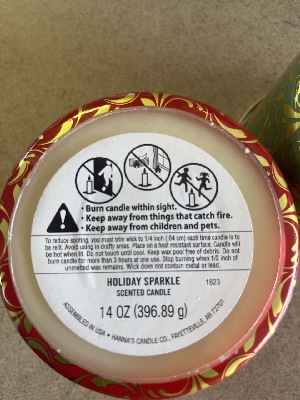 • Burn candle within sight.
• Keep away from things that catch fire.
• Keep away from children and pets.
To reduce sooting, you must trim wick to 1/4 inch (.64 cm) each time candle is to
be relit. Avoid using in drafty areas. Place on a heat resistant surface. Candle will
be hot when lit. Do not touch until cool. Keep wax pool free of debris. Do not
burn candle for more than 3 hours at one use. Stop burning when 1/2 inch of
unmelted wax remains. Wick does not contain metal or lead.
HOLIDAY SPARKLE 1823
SCENTED CANDLE
14 OZ (396.89 g)
ASSEMBLED IN USA • HANNA'S CANDLE CO., FAYETTEVILLE, AR 72701